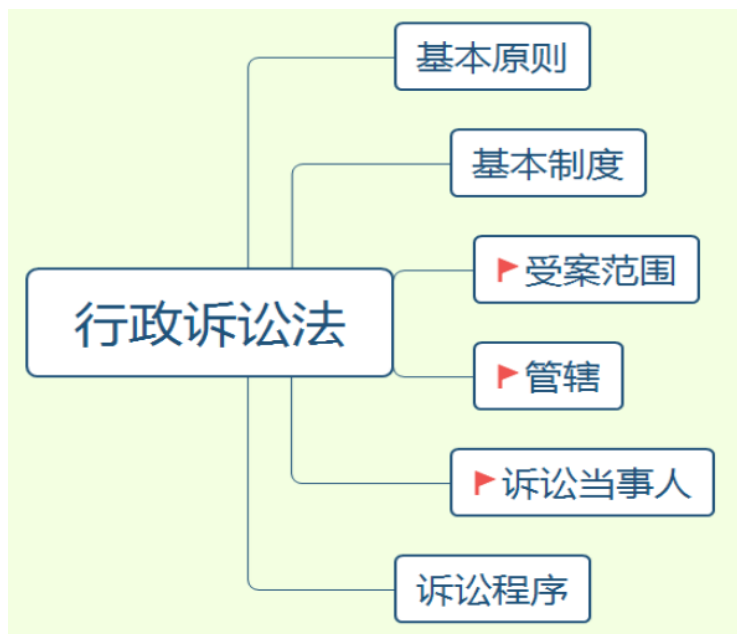 基本原则
基本制度
受案范围
行政诉讼法
管辖
诉讼当事人
诉讼程序